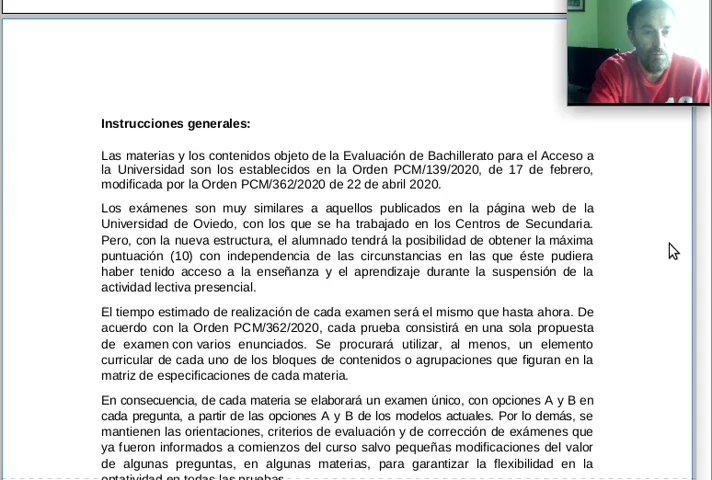 Instrucciones generales:
Las materias y los contenidos objeto de la Evaluación de Bachillerato para el Acceso a
la Universidad son los establecidos en la Orden PCM/139/2020, de 17 de febrero,
modificada por la Orden PCM/362/2020 de 22 de abril 2020.
Los exámenes son muy similares a aquellos publicados en la página web de la
Universidad de Oviedo, con los que se ha trabajado en los Centros de Secundaria.
Pero, con la nueva estructura, el alumnado tendrá la posibilidad de obtener la máxima
puntuación (10) con independencia de las circunstancias en las que éste pudiera
haber tenido acceso a la enseñanza y el aprendizaje durante la suspensión de la
actividad lectiva presencial.
El tiempo estimado de realización de cada examen será el mismo que hasta ahora. De
acuerdo con la Orden PCM/362/2020, cada prueba consistirá en una sola propuesta
de examen con varios enunciados. Se procurará utilizar, al menos, un elemento
curricular de cada uno de los bloques de contenidos o agrupaciones que figuran en la
matriz de especificaciones de cada materia.
En consecuencia, de cada materia se elaborará un examen único, con opciones A y B en
cada pregunta, a partir de las opciones A y B de los modelos actuales. Por lo demás, se
mantienen las orientaciones, criterios de evaluación y de corrección de exámenes que
ya fueron informados a comienzos del curso salvo pequeñas modificaciones del valor
de algunas preguntas, en algunas materias, para garantizar la flexibilidad en la
optatividad en todas las pruebas.